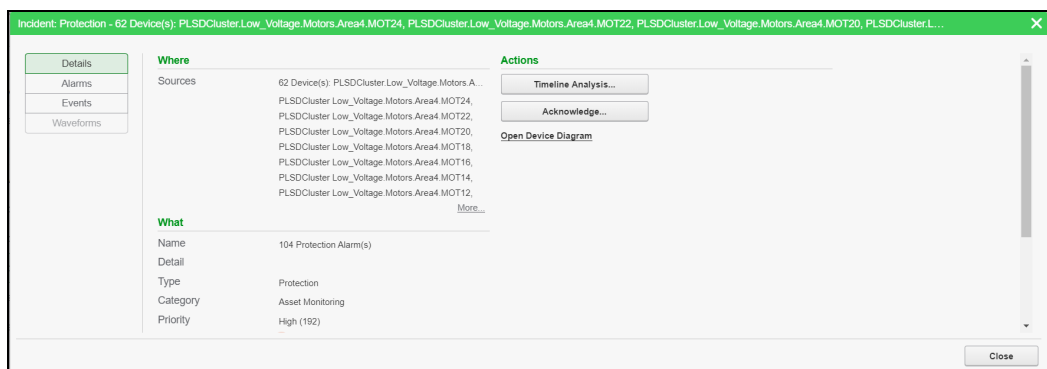 Incident: Protection - 62 Device(s): PLSDCluster.Low_Voltage.Motors.Area4.MOT24, PLSDCluster.Low_Voltage.Motors.Area4.MOT22, PLSDCluster.Low_Voltage.Motors.Area4.MOT20, PLSDCluster.L...
Details
Alarms
Events
Waveforms
Where
Sources
62 Device(s): PLSDCluster.Low_Voltage.Motors.A...
PLSDCluster Low_Voltage.Motors.Area4.MOT24,
PLSDCluster Low_Voltage.Motors.Area4.MOT22,
PLSDCluster Low_Voltage.Motors.Area4.MOT20,
PLSDCluster Low_Voltage.Motors.Area4.MOT18,
PLSDCluster Low_Voltage.Motors.Area4.MOT16,
PLSDCluster Low_Voltage.Motors.Area4.MOT14,
PLSDCluster Low_Voltage.Motors.Area4.MOT12,
More...
What
Name 104 Protection Alarm(s)
Detail
Type Protection
Category Asset Monitoring
Priority High (192)
Actions
Timeline Analysis...
Acknowledge...
Open Device Diagram
Close